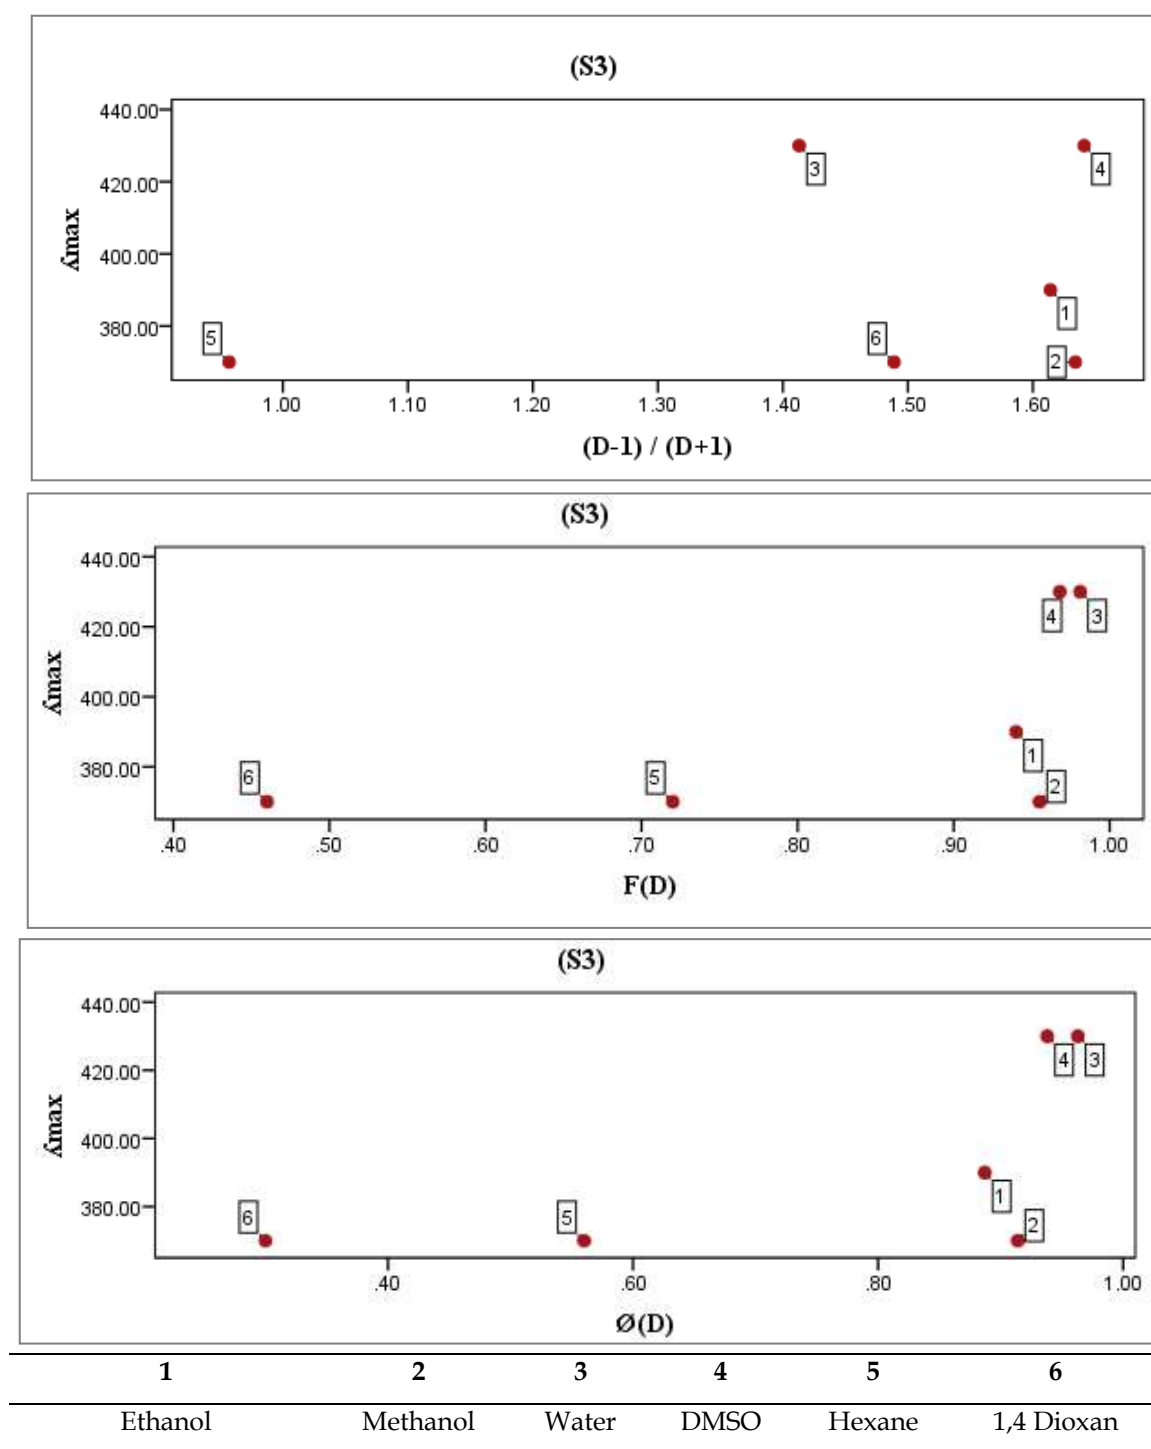 (S3)
440.00
420.00
400.00
380.00
λmax
3
4
1
2
5
6
1.00 1.10 1.20 1.30 1.40 1.50 1.60
(D-1) / (D+1)
(S3)
440.00
420.00
400.00
380.00
λmax
4 3
1
2
6 5
.40 .50 .60 .70 .80 .90 1.00
F(D)
(S3)
440.00
420.00
400.00
380.00
λmax
4 3
1
2
6 5
.40 .60 .80 1.00
Ø(D)
1 2 3 4 5 6
Ethanol Methanol Water DMSO Hexane 1,4 Dioxan